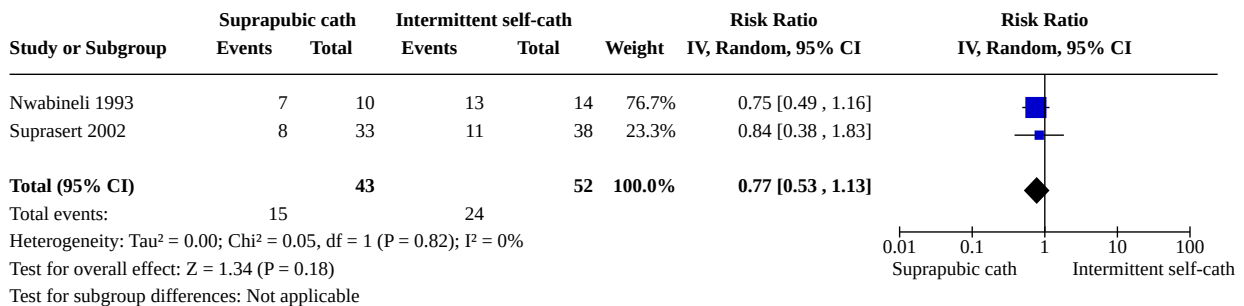 Suprapubic cath Intermittent self-cath Risk Ratio Risk Ratio
Study or Subgroup Events Total Events Total Weight IV, Random, 95% CI IV, Random, 95% CI
Nwabineli 1993 7 10 13 14 76.7% 0.75 [0.49 , 1.16]
Suprasert 2002 8 33 11 38 23.3% 0.84 [0.38 , 1.83]
Total (95% CI) 43 52 100.0% 0.77 [0.53 , 1.13]
Total events: 15 24
Heterogeneity: Tau² = 0.00; Chi² = 0.05, df = 1 (P = 0.82); I² = 0%
0.01 0.1 1 10 100
Test for overall effect: Z = 1.34 (P = 0.18) Suprapubic cath Intermittent self-cath
Test for subgroup differences: Not applicable